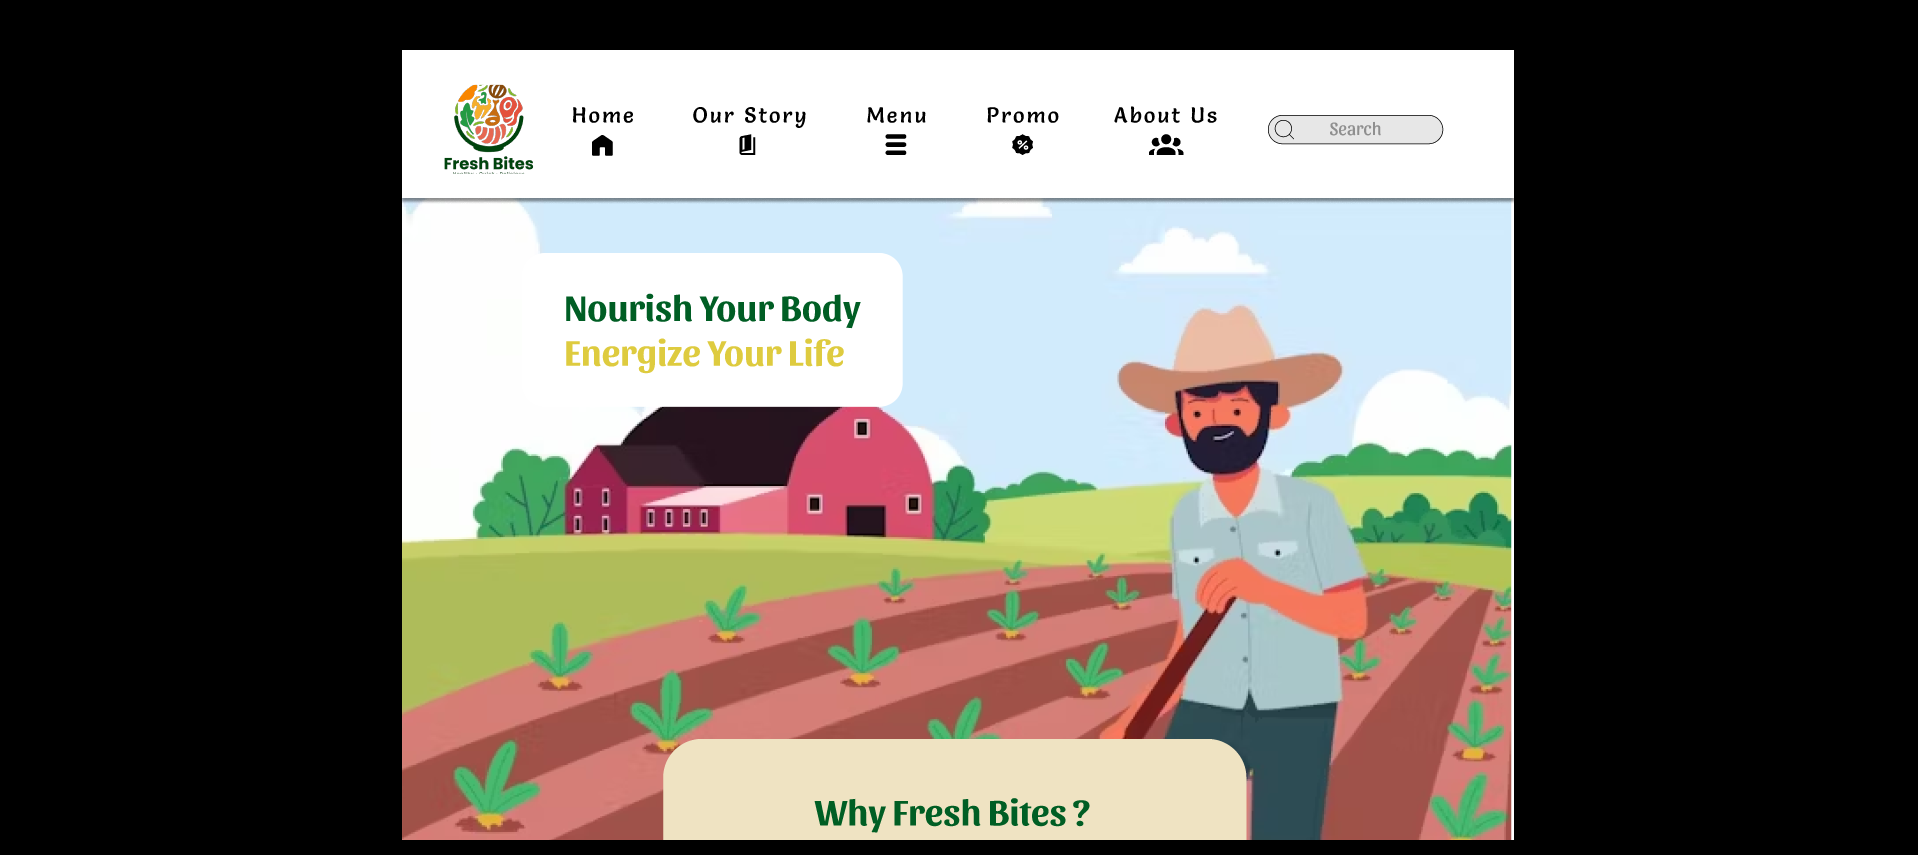 Home
Our Story
Menu
Promo
About Us
Search
Fresh Bites
Nourish Your Body
Energize Your Life
Why Fresh Bites ?